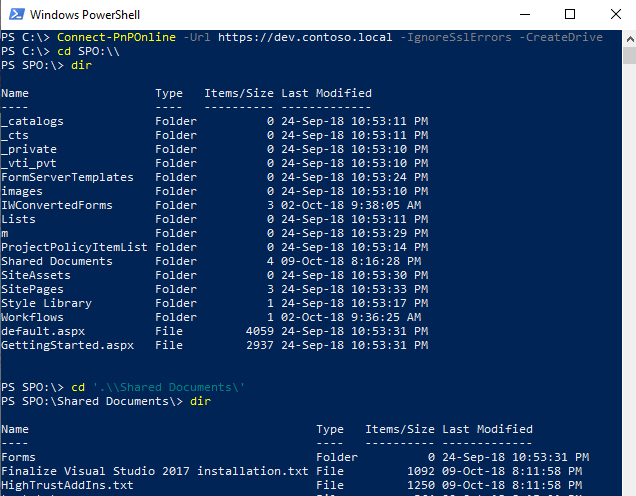 Windows PowerShell
PS C:\> Connect-PnPOnline -Url https://dev.contoso.local -IgnoreSslErrors -CreateDrive
PS C:\> cd SPO:\\
PS SPO:\> dir
Name Type Items/Size Last Modified
---- ---- ---------- -------------
_catalogs Folder 0 24-Sep-18 10:53:11 PM
_cts Folder 0 24-Sep-18 10:53:11 PM
_private Folder 0 24-Sep-18 10:53:10 PM
_vti_pvt Folder 0 24-Sep-18 10:53:10 PM
FormServerTemplates Folder 0 24-Sep-18 10:53:24 PM
images Folder 0 24-Sep-18 10:53:10 PM
IWConvertedForms Folder 3 02-Oct-18 9:38:05 AM
Lists Folder 0 24-Sep-18 10:53:11 PM
m Folder 0 24-Sep-18 10:53:29 PM
ProjectPolicyItemList Folder 0 24-Sep-18 10:53:14 PM
Shared Documents Folder 4 09-Oct-18 8:16:28 PM
SiteAssets Folder 0 24-Sep-18 10:53:30 PM
SitePages Folder 3 24-Sep-18 10:53:33 PM
Style Library Folder 1 24-Sep-18 10:53:17 PM
Workflows Folder 1 02-Oct-18 9:36:25 AM
default.aspx File 4059 24-Sep-18 10:53:31 PM
GettingStarted.aspx File 2937 24-Sep-18 10:53:31 PM
PS SPO:\> cd '.\\Shared Documents\'
PS SPO:\Shared Documents\> dir
Name Type Items/Size Last Modified
---- ---- ---------- -------------
Forms Folder 0 24-Sep-18 10:53:31 PM
Finalize Visual Studio 2017 installation.txt File 1092 09-Oct-18 8:11:58 PM
HighTrustAddIns.txt File 1250 09-Oct-18 8:11:58 PM